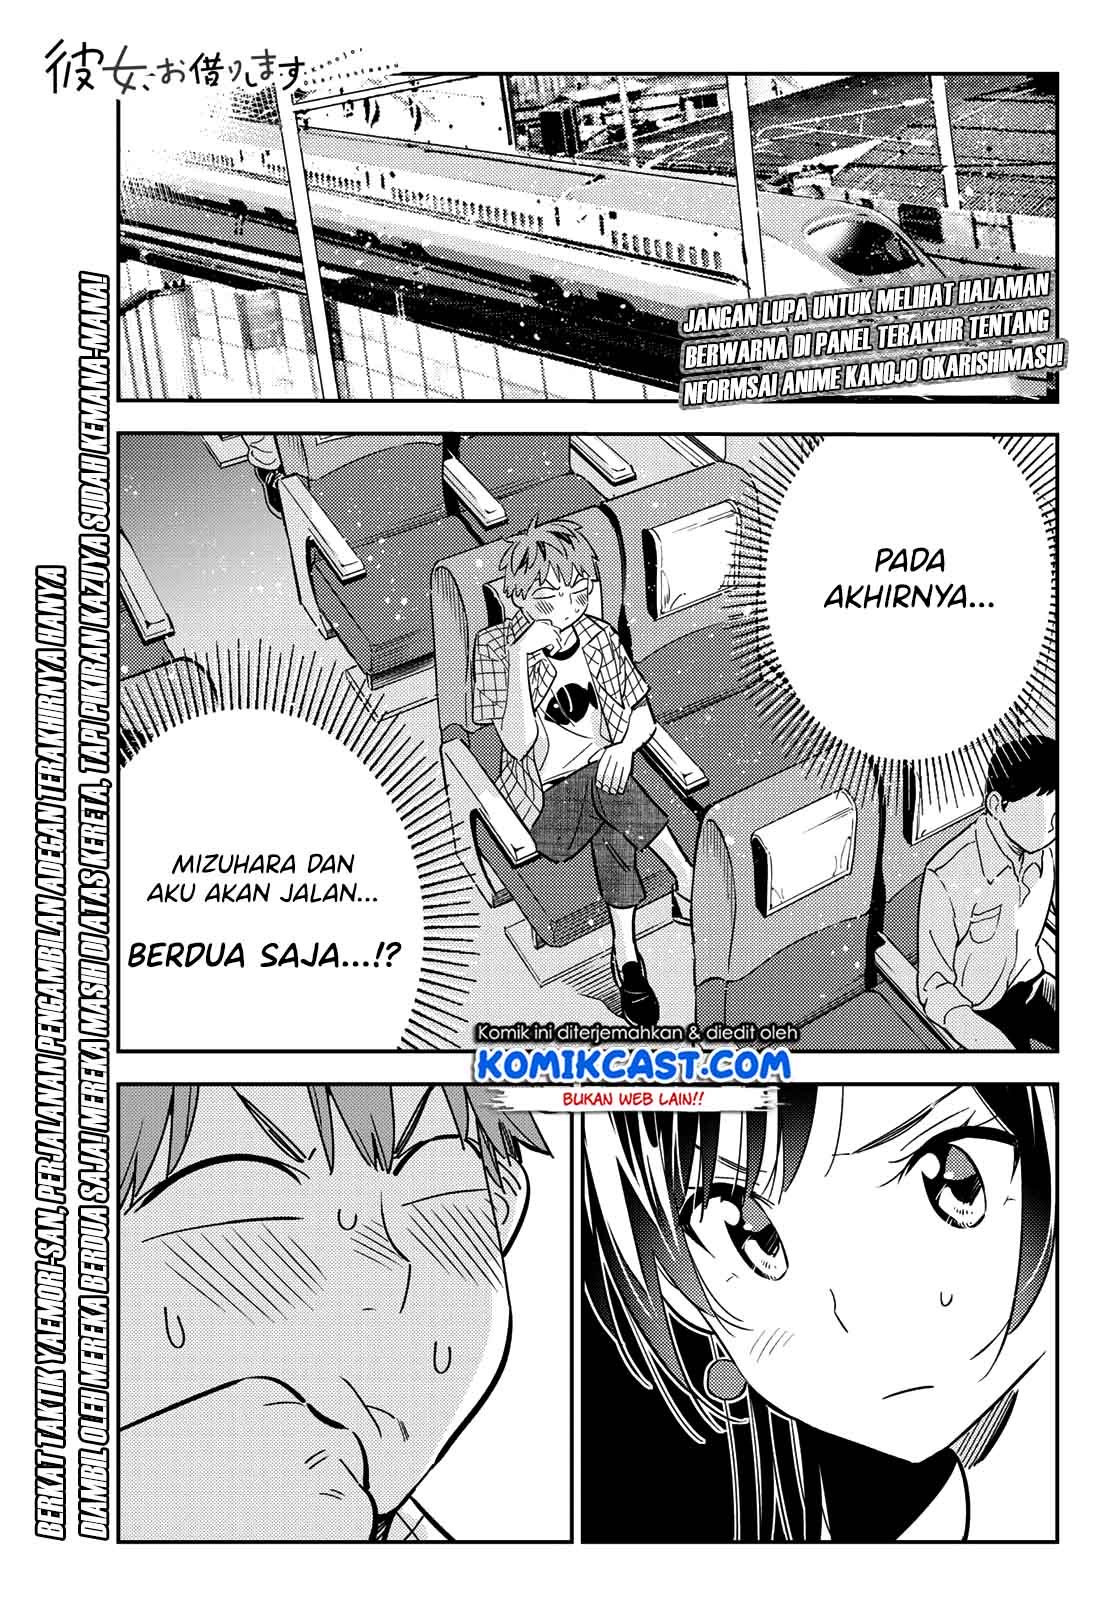 彼女、お借りします
JANGAN LUPA UNTUK MELIHAT HALAMAN
BERWARNA DI PANEL TERAKHIR TENTANG
NFORMSAI ANIME KANOJO OKARISHIMASU!
PADA
AKHIRNYA...
MIZUHARA DAN
AKU AKAN JALAN...
BERDUA SAJA...!?
BERKAT TAKTIK YAEMORI-SAN, PERJALANAN PENGAMBILAN ADEGAN TERAKHIRNYA HANYA
DIAMBIL OLEH MEREKA BERDUA SAJA! MEREKA MASIH DI ATAS KERETA, TAPI PIKIRAN KAZUYA SUDAH KEMANA-MANA!
Komik ini diterjemahkan & diedit oleh
KOMIKCAST.COM
BUKAN WEB LAIN!!